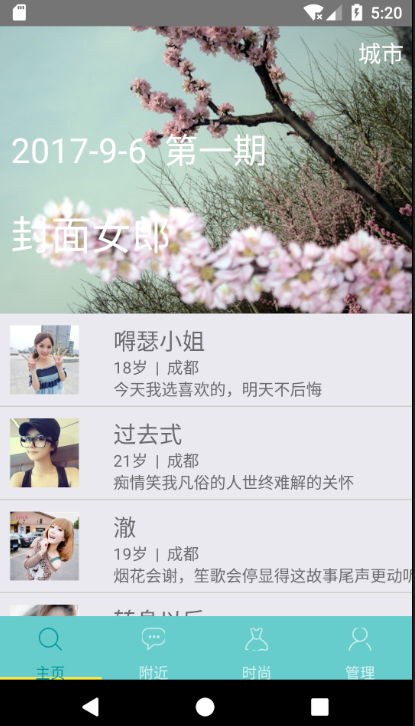 5:20
城市
2017-9-6 第一期
封面女郎
嘚瑟小姐
18岁 | 成都
今天我选喜欢的，明天不后悔
过去式
21岁 | 成都
痴情笑我凡俗的人世终难解的关怀
澈
19岁 | 成都
烟花会谢，笙歌会停显得这故事尾声更动听
转身以后
主页 附近 时尚 管理